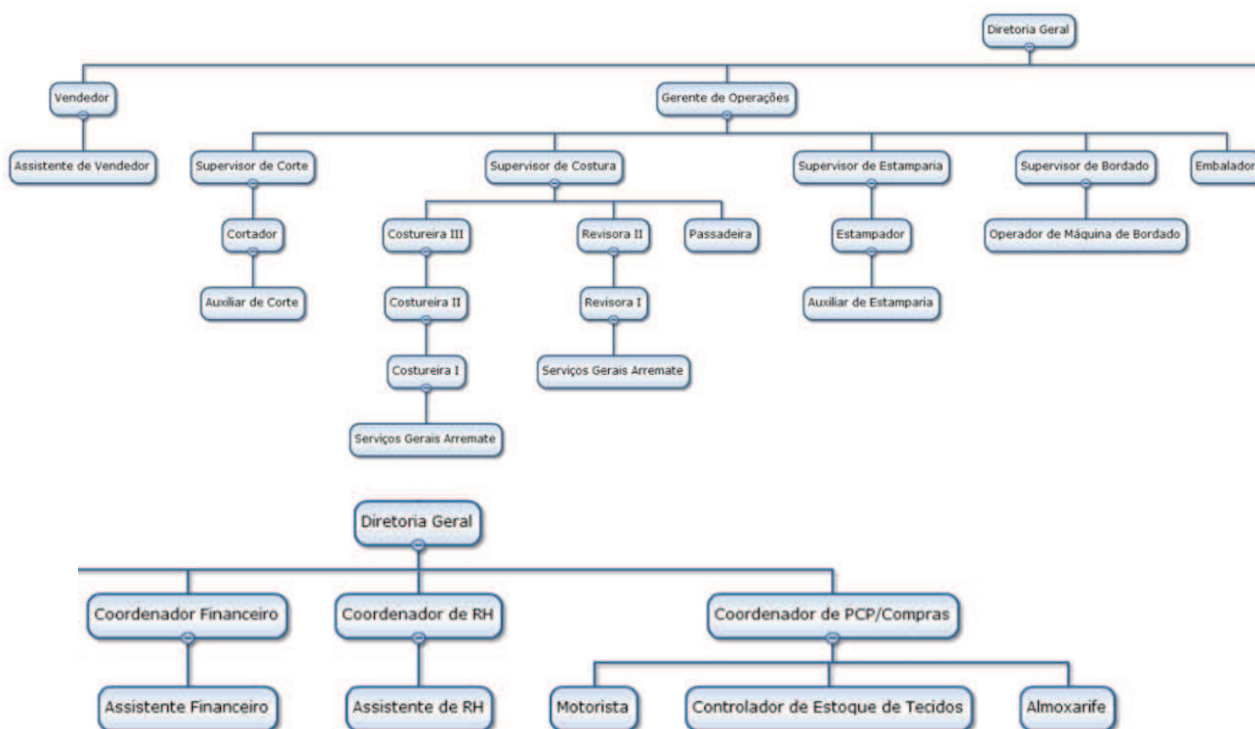 Diretoria Geral
Vendedor
Gerente de Operações
Assistente de Vendedor
Supervisor de Corte
Supervisor de Costura
Supervisor de Estamparia
Supervisor de Bordado
Embalador
Cortador
Costureira III
Revisora II
Passadeira
Estampador
Operador de Máquina de Bordado
Auxiliar de Corte
Costureira II
Revisora I
Auxiliar de Estamparia
Costureira I
Serviços Gerais Arremate
Serviços Gerais Arremate
Diretoria Geral
Coordenador Financeiro
Coordenador de RH
Coordenador de PCP/Compras
Assistente Financeiro
Assistente de RH
Motorista
Controlador de Estoque de Tecidos
Almoxarife